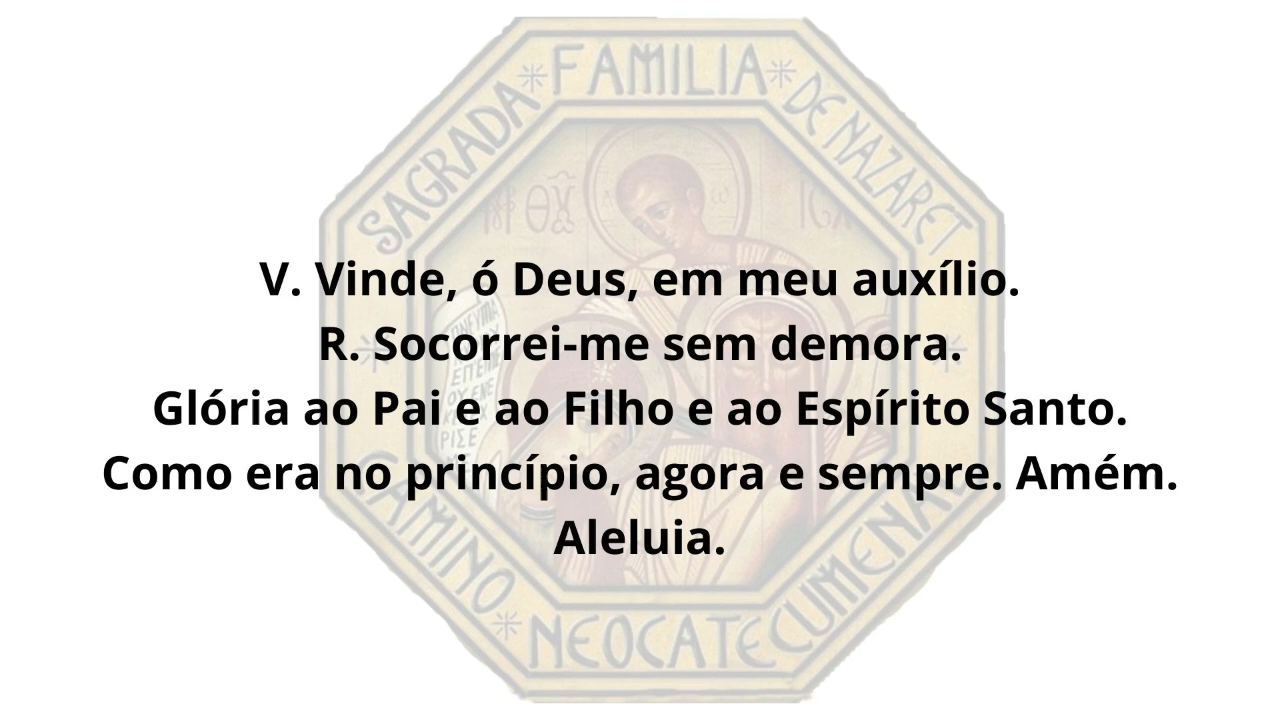 SAGRADA * FAMILIA * DE NAZARET
V. Vinde, ó Deus, em meu auxílio.
R. Socorrei-me sem demora.
Glória ao Pai e ao Filho e ao Espírito Santo.
Como era no princípio, agora e sempre. Amém.
Aleluia.
CAMINO * NEOCATECUMENAL